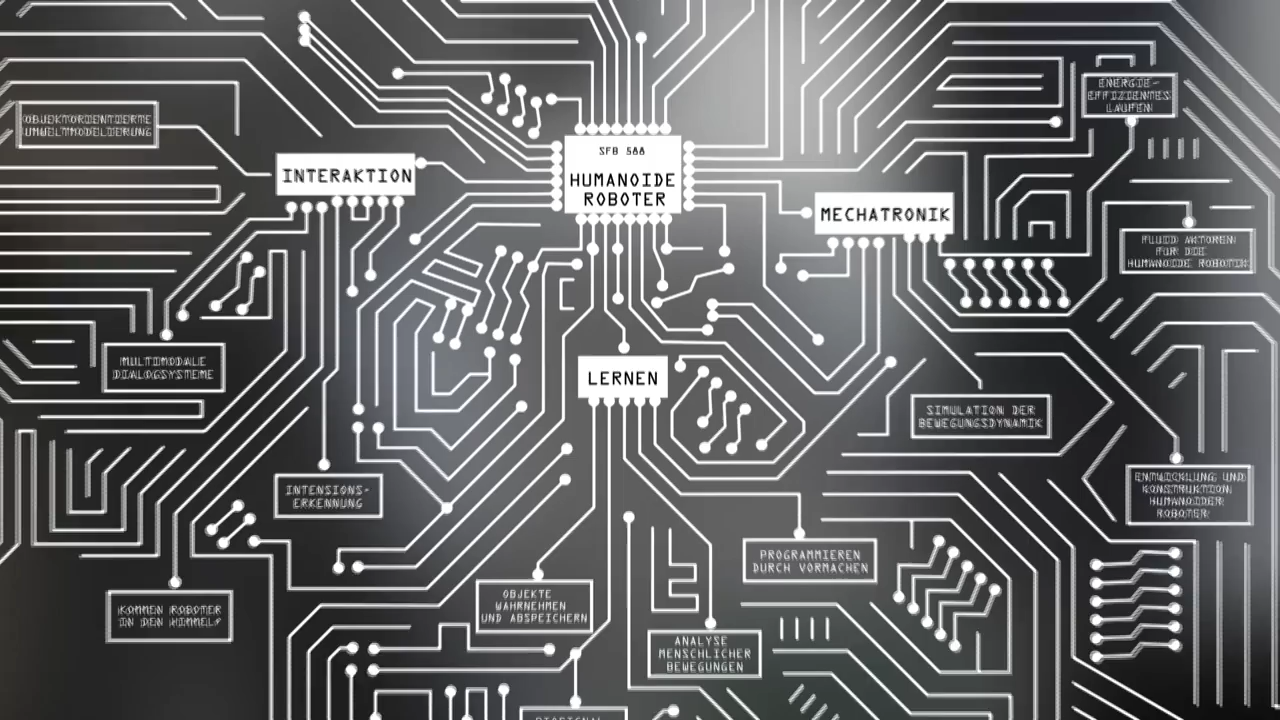 ENERGIE-
EFFIZIENTES
LAUFEN
OBJEKTORIENTIERTE
UMWELTMODELIERUNG
SFB 588
HUMANOIDE
ROBOTER
INTERAKTION
MECHATRONIK
FLUID AKTOREN
FÜR DIE
HUMANOIDE ROBOTIK
MULTIMODALE
DIALOGSYSTEME
LERNEN
SIMULATION DER
BEWEGUNGSDYNAMIK
INTENSIONS-
ERKENNUNG
ENTWICKLUNG UND
KONSTRUKTION
HUMANOIDER
ROBOTER
PROGRAMMIEREN
DURCH VORMACHEN
KOMMEN ROBOTER
IN DEN HIMMEL?
OBJEKTE
WAHRNEHMEN
UND ABSPEICHERN
ANALYSE
MENSCHLICHER
BEWEGUNGEN